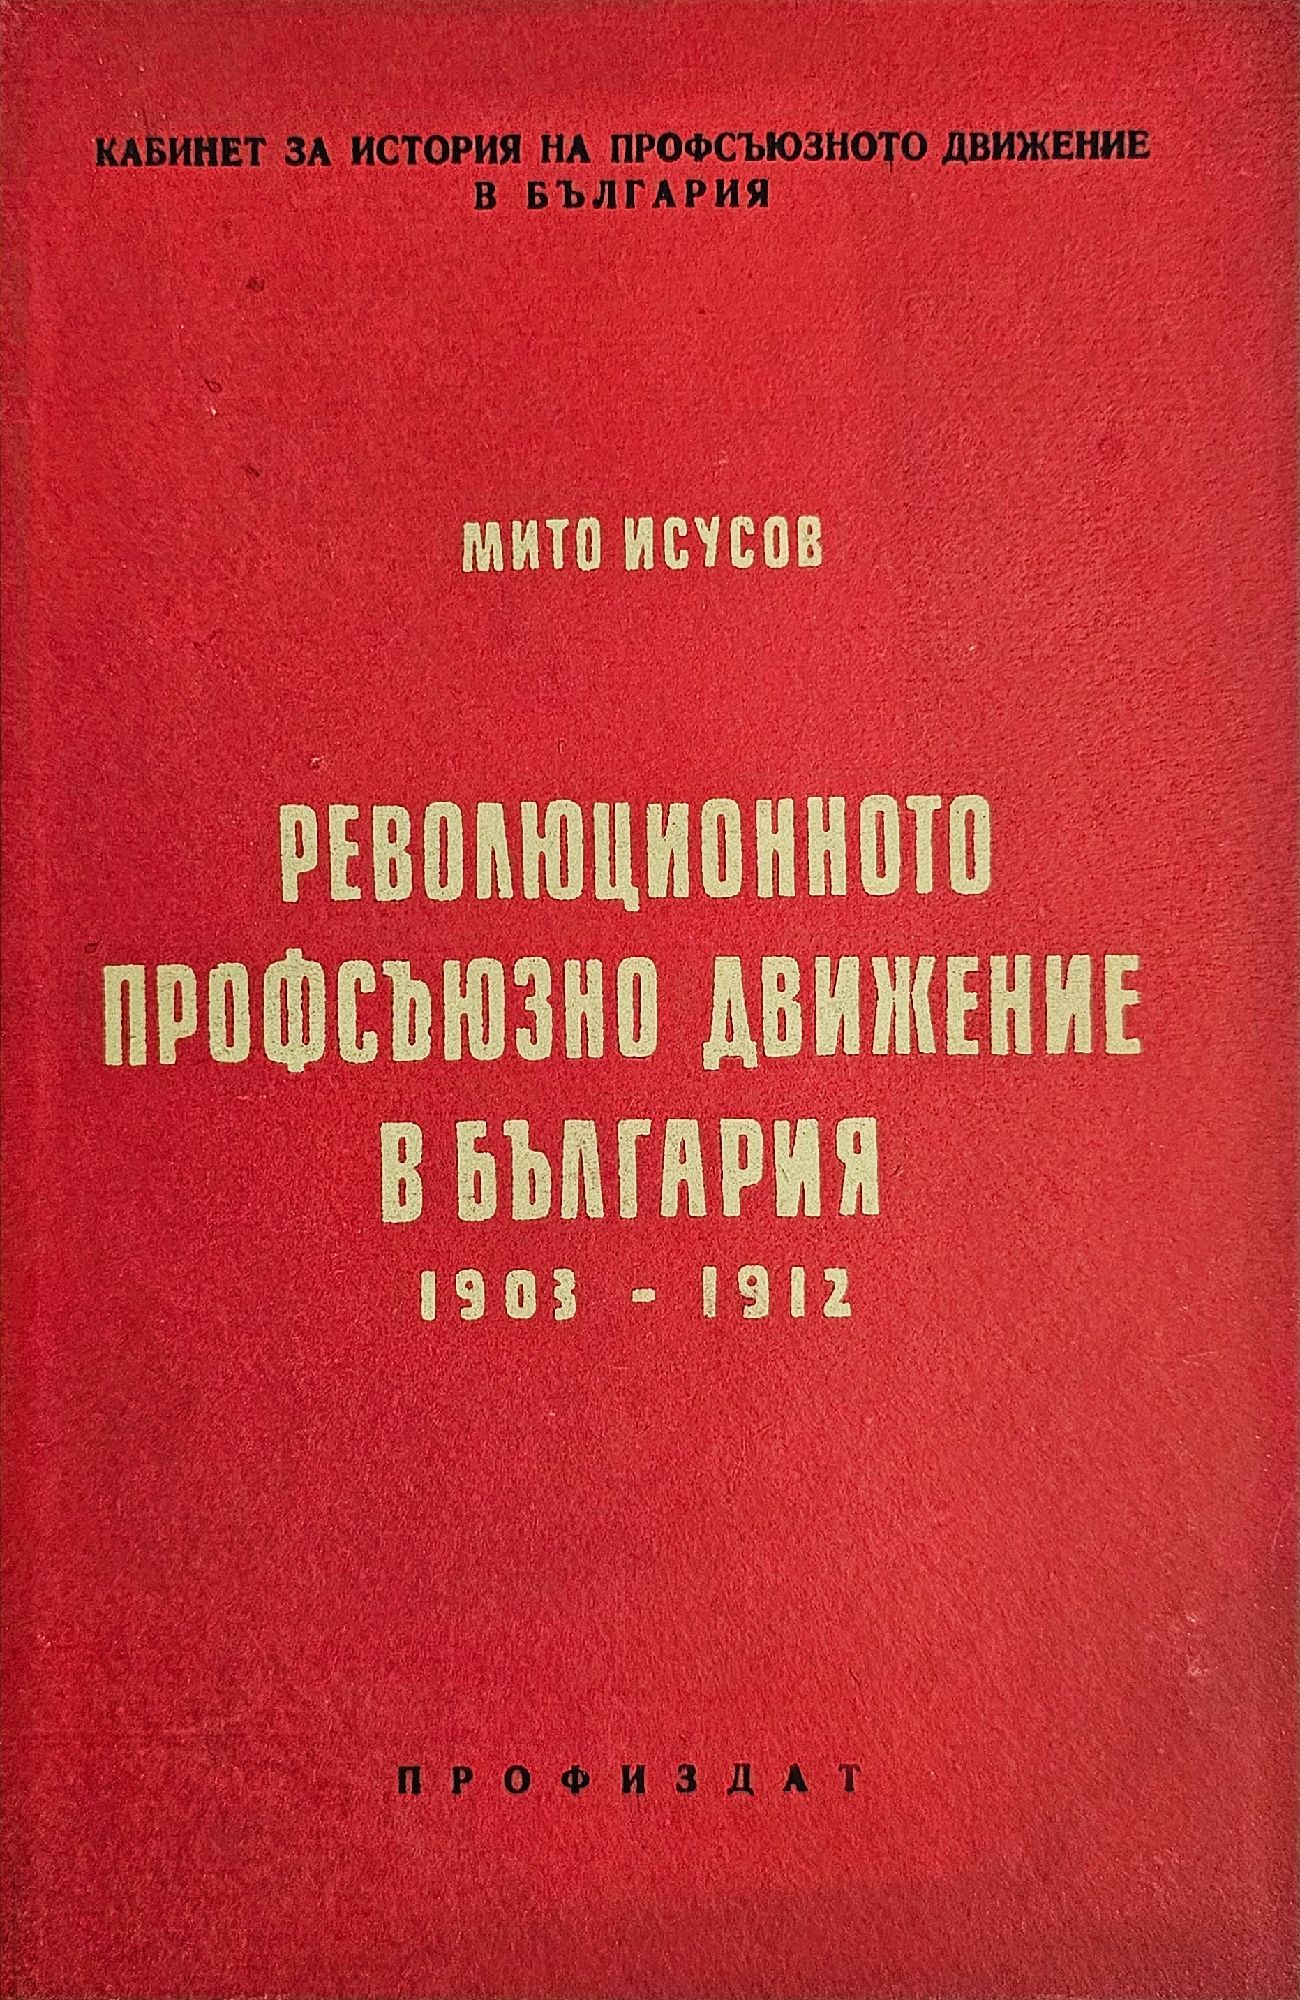 КАБИНЕТ ЗА ИСТОРИЯ НА ПРОФСЪЮЗНОТО ДВИЖЕНИЕ
В БЪЛГАРИЯ
МИТО ИСУСОВ
РЕВОЛЮЦИОННОТО
ПРОФСЪЮЗНО ДВИЖЕНИЕ
В БЪЛГАРИЯ
1903 - 1912
ПРОФИЗДАТ